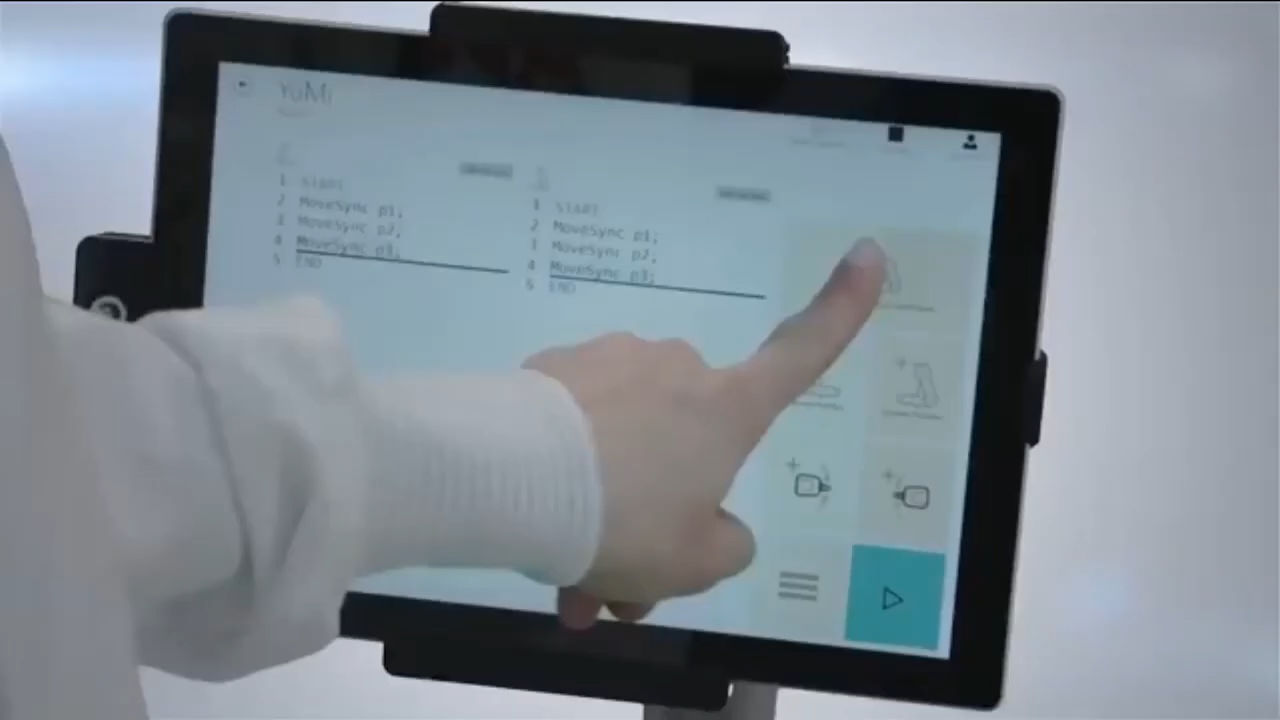 YuMi
1 START
2 MoveSync p1;
3 MoveSync p2,
4 MoveSync p3;
5 END
1 START
2 MoveSync p1;
3 MoveSync p2,
4 MoveSync p3;
5 END